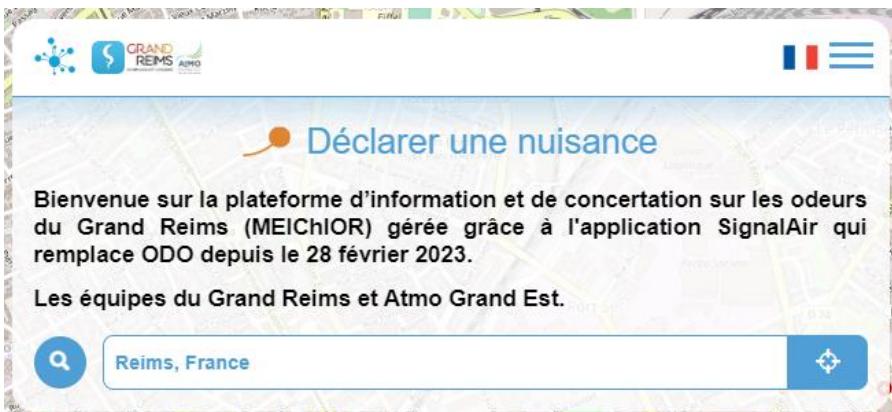 GRAND
REIMS
Atmo
Déclarer une nuisance
Bienvenue sur la plateforme d'information et de concertation sur les odeurs
du Grand Reims (MEIChIOR) gérée grâce à l'application SignalAir qui
remplace ODO depuis le 28 février 2023.
Les équipes du Grand Reims et Atmo Grand Est.
Reims, France